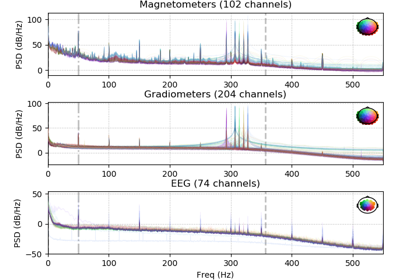 Magnetometers (102 channels)
PSD (dB/Hz)
100
50
0
0 100 200 300 400 500
Gradiometers (204 channels)
PSD (dB/Hz)
100
50
0
0 100 200 300 400 500
EEG (74 channels)
PSD (dB/Hz)
50
0
−50
0 100 200 300 400 500
Freq (Hz)